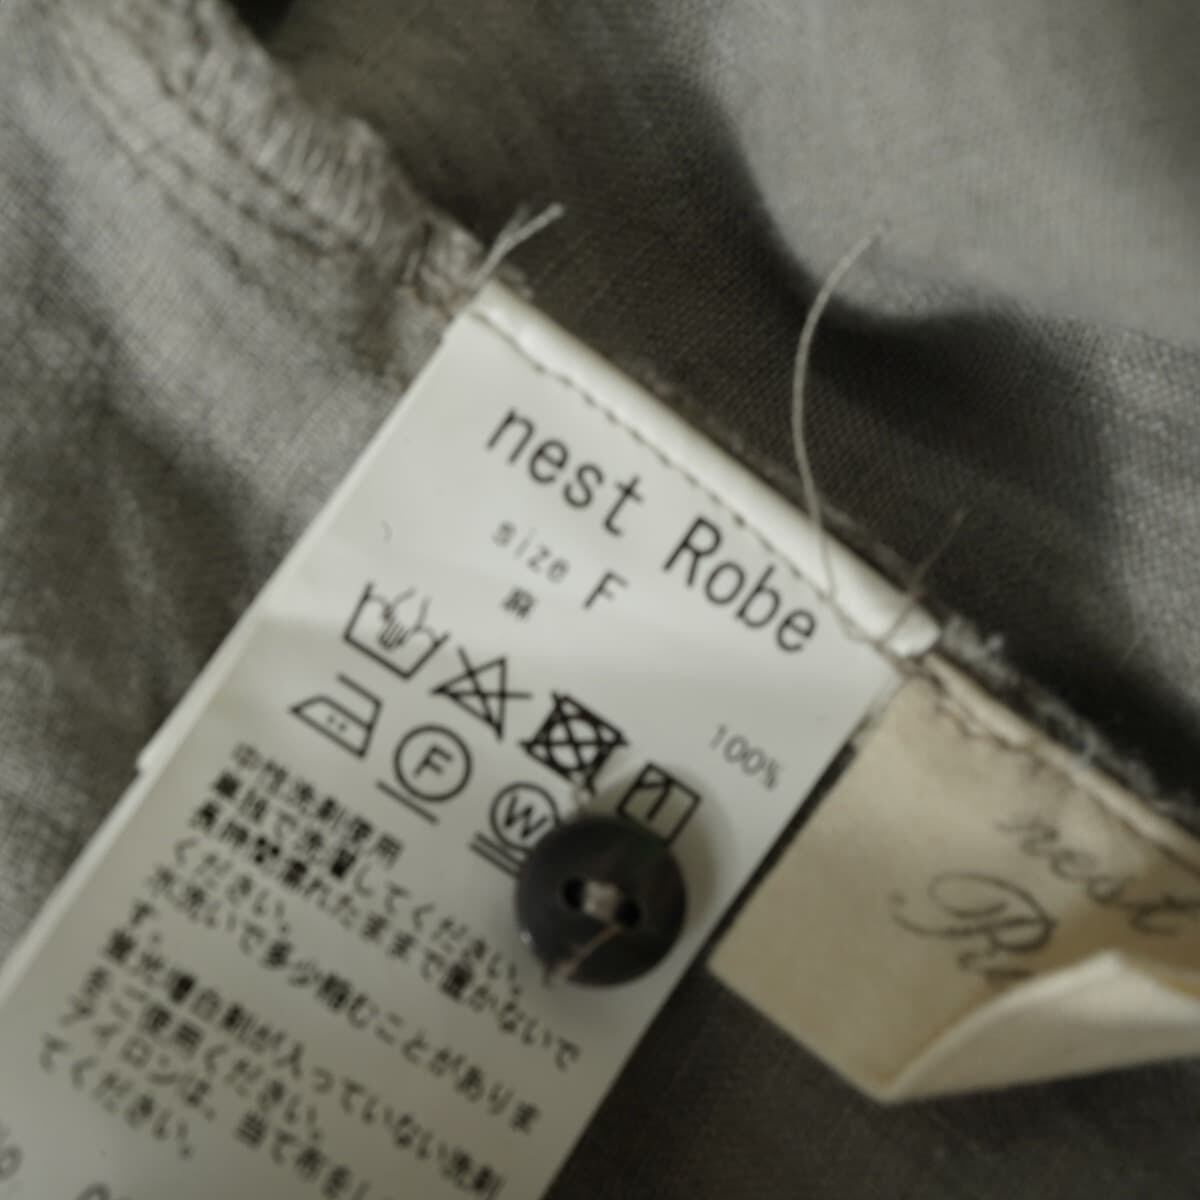 nest Robe
size F
麻 100%
F W
中性洗剤使用
単独で洗濯してください。
長時間濡れたままで置かないで
ください。
水洗いで多少縮むことがありま
す。
蛍光増白剤が入っていない洗剤
をご使用ください。
アイロンは、当て布をし
てください。
nest